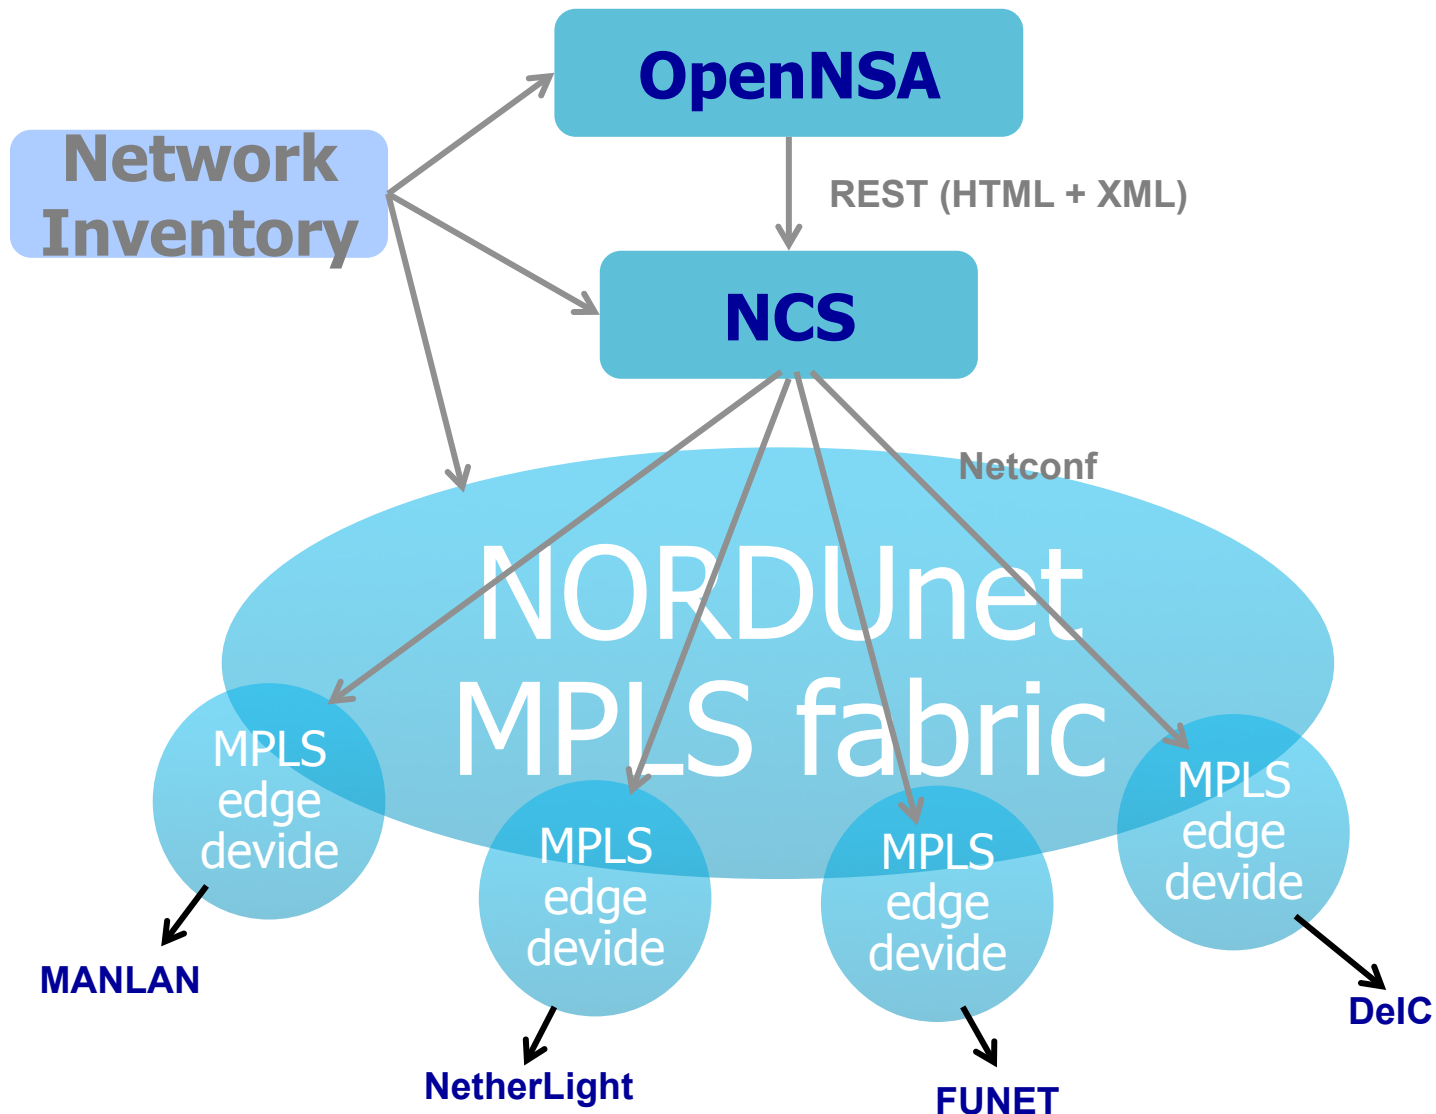 OpenNSA
Network
Inventory
REST (HTML + XML)
NCS
Netconf
NORDUnet
MPLS fabric
MPLS
edge
devide
MPLS
edge
devide
MPLS
edge
devide
MPLS
edge
devide
MANLAN
NetherLight
FUNET
DeIC